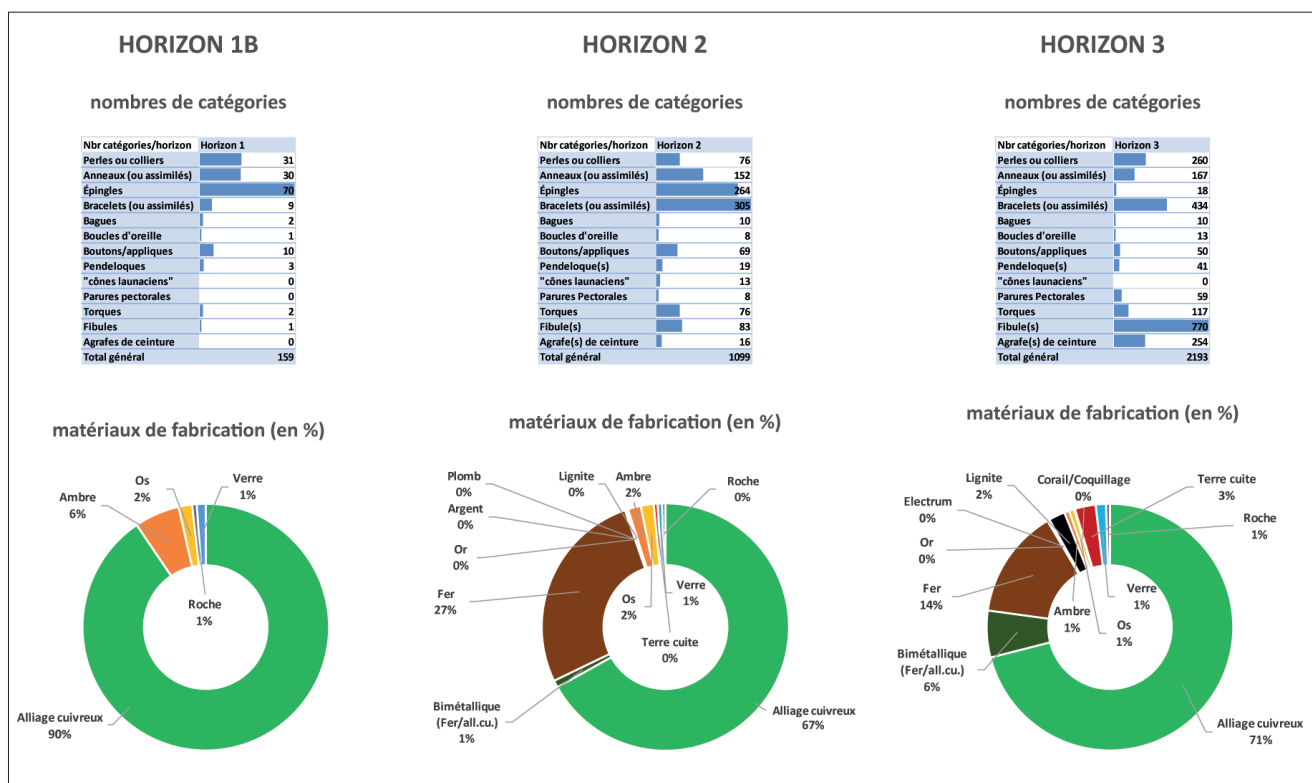 HORIZON 1B
nombres de catégories
Nbr catégories/horizon Horizon 1
Perles ou colliers 31
Anneaux (ou assimilés) 30
Épingles 70
Bracelets (ou assimilés) 9
Bagues 2
Boucles d'oreille 1
Boutons/appliques 10
Pendeloques 3
"cônes launaciens" 0
Parures pectorales 0
Torques 2
Fibules 1
Agrafes de ceinture 0
Total général 159
matériaux de fabrication (en %)
Os
2%
Verre
1%
Ambre
6%
Roche
1%
Alliage cuivreux
90%
HORIZON 2
nombres de catégories
Nbr catégories/horizon Horizon 2
Perles ou colliers 76
Anneaux (ou assimilés) 152
Épingles 264
Bracelets (ou assimilés) 305
Bagues 10
Boucles d'oreille 8
Boutons/appliques 69
Pendeloque(s) 19
"cônes launaciens" 13
Parures Pectorales 8
Torques 76
Fibule(s) 83
Agrafe(s) de ceinture 16
Total général 1099
matériaux de fabrication (en %)
Plomb
0%
Lignite
0%
Ambre
2%
Roche
0%
Argent
0%
Or
0%
Fer
27%
Os
2%
Verre
1%
Terre cuite
0%
Bimétallique
(Fer/all.cu.)
1%
Alliage cuivreux
67%
HORIZON 3
nombres de catégories
Nbr catégories/horizon Horizon 3
Perles ou colliers 260
Anneaux (ou assimilés) 167
Épingles 18
Bracelets (ou assimilés) 434
Bagues 10
Boucles d'oreille 13
Boutons/appliques 50
Pendeloque(s) 41
"cônes launaciens" 0
Parures Pectorales 59
Torques 117
Fibule(s) 770
Agrafe(s) de ceinture 254
Total général 2193
matériaux de fabrication (en %)
Lignite
2%
Corail/Coquillage
0%
Terre cuite
3%
Electrum
0%
Roche
1%
Or
0%
Fer
14%
Ambre
1%
Verre
1%
Os
1%
Bimétallique
(Fer/all.cu.)
6%
Alliage cuivreux
71%